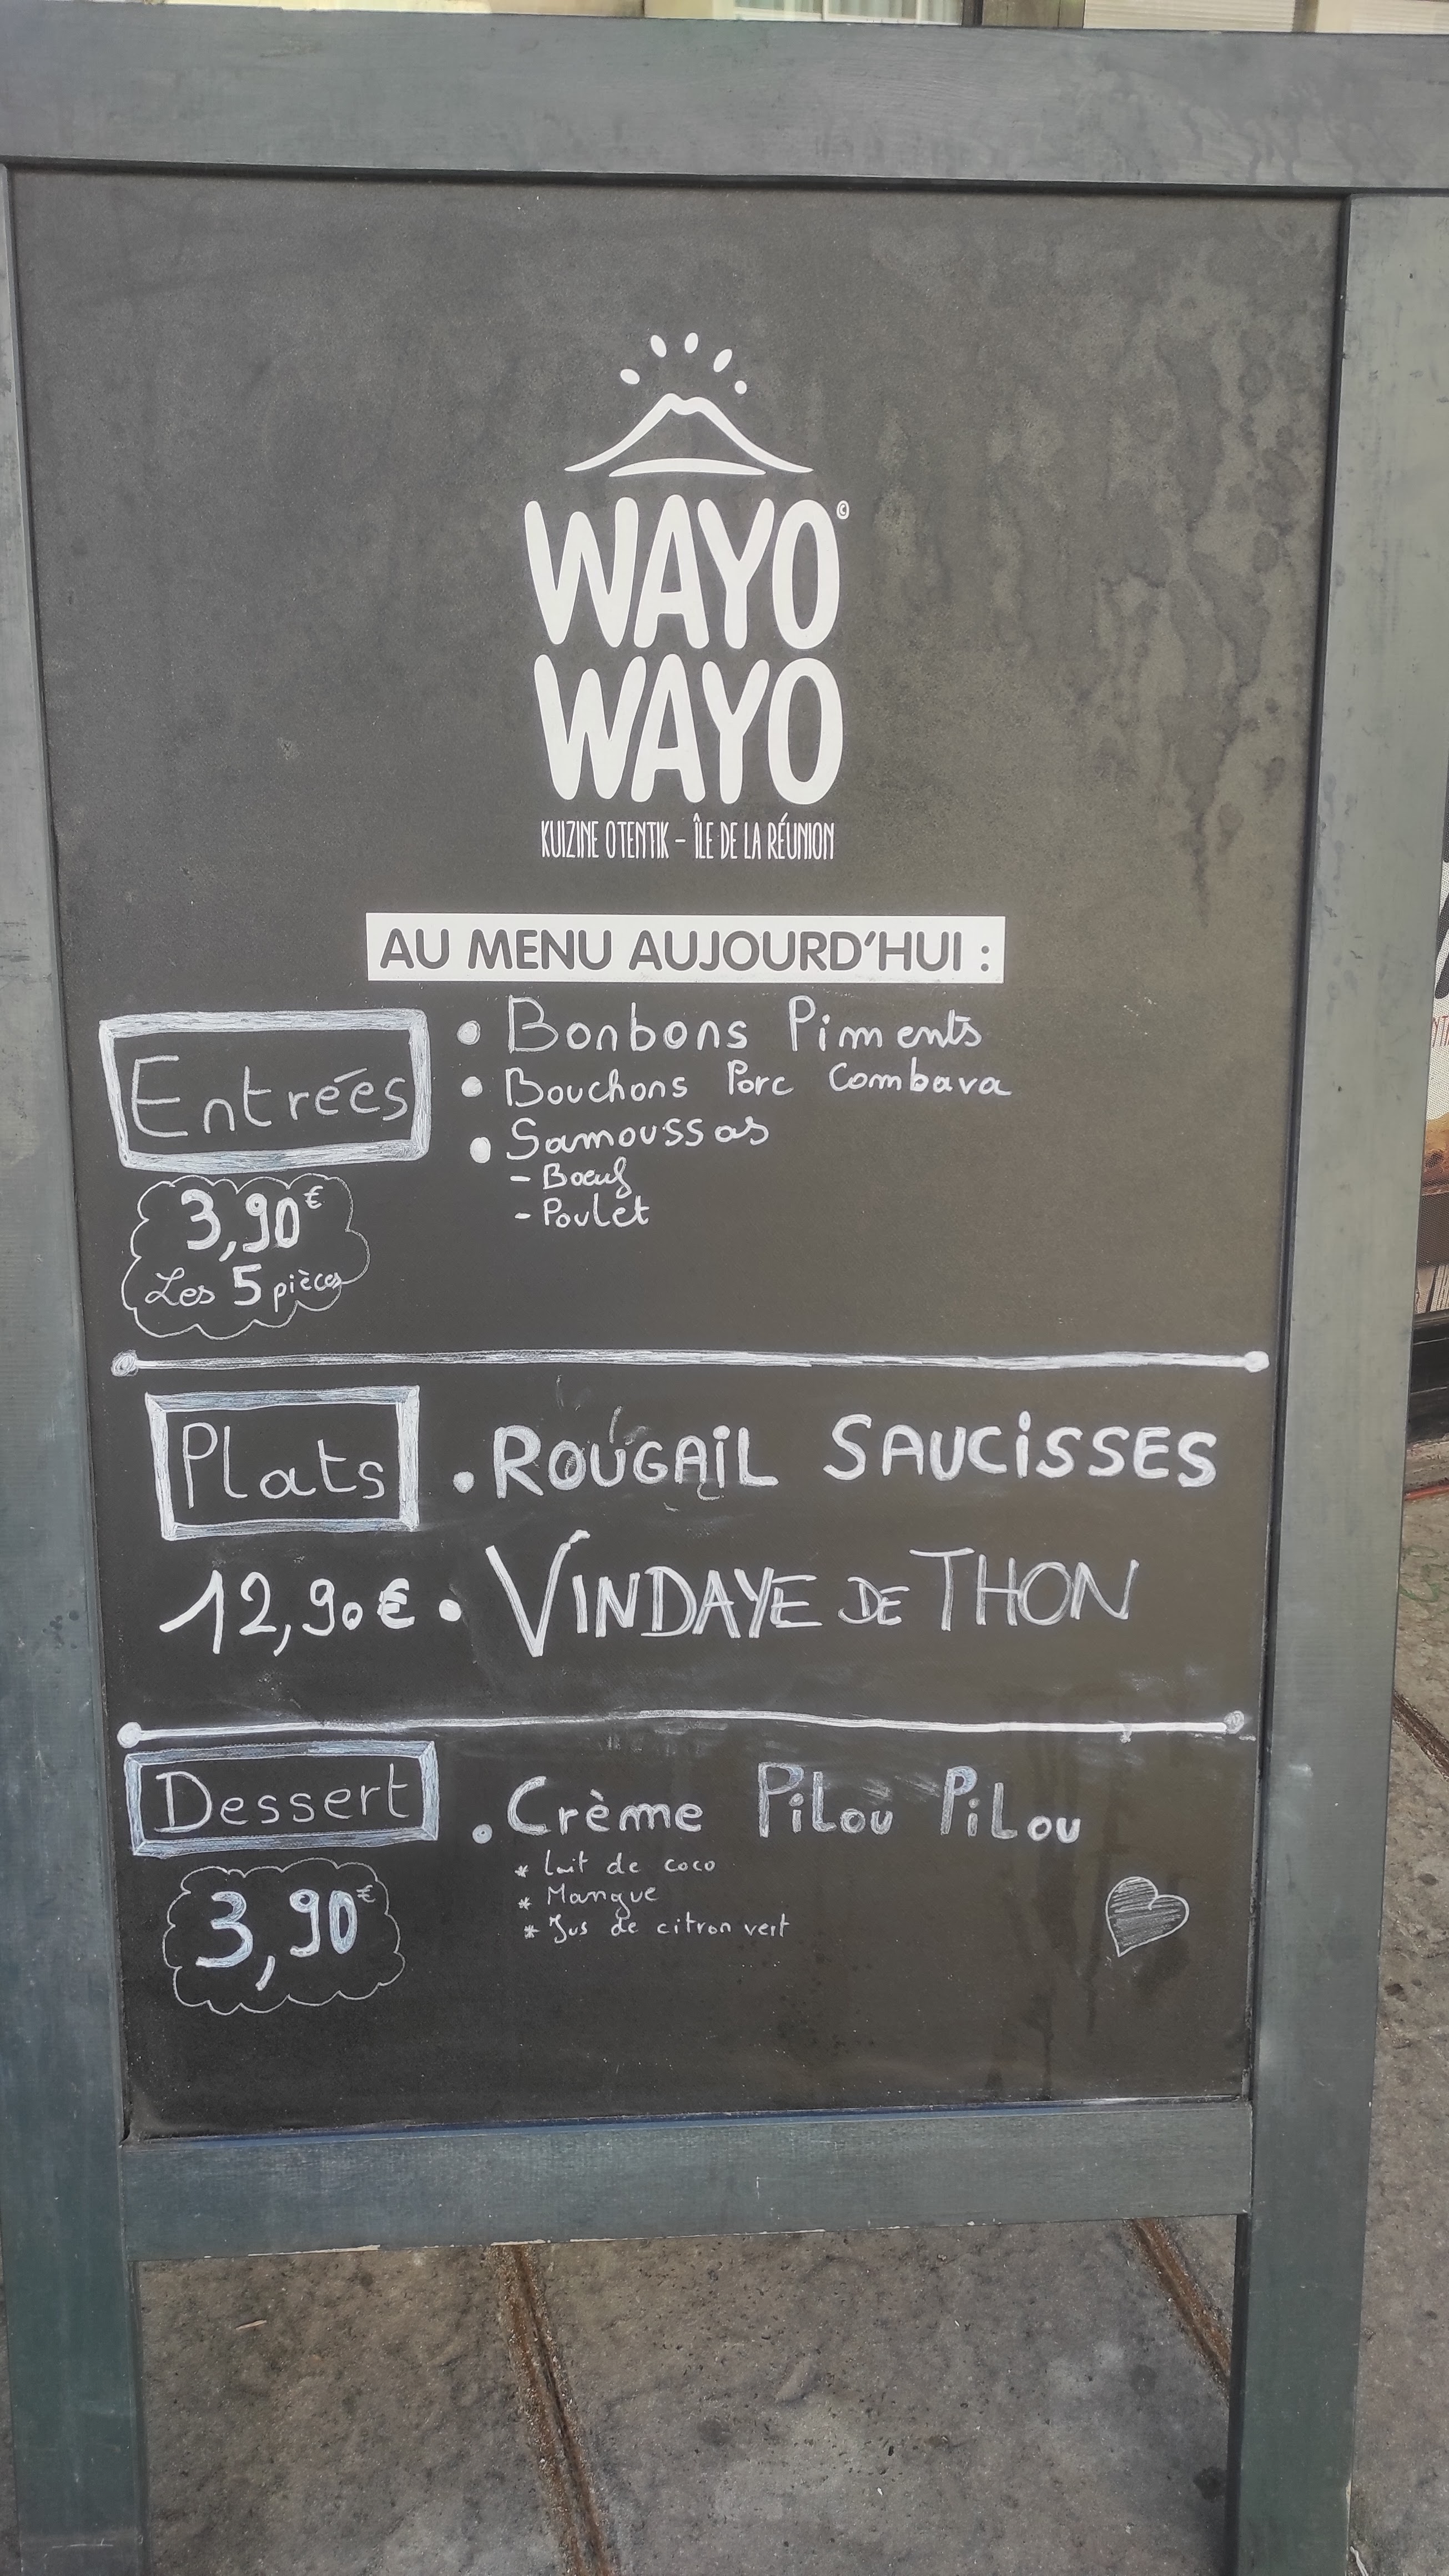 WAYO©
WAYO
KUIZINE OTENTIK – ÎLE DE LA RÉUNION
AU MENU AUJOURD'HUI :
Entrées
• Bonbons Piments
• Bouchons Porc Combava
• Samoussas
- Boeuf
- Poulet
3,90€
Les 5 pièces
Plats
• ROUGAIL SAUCISSES
12,90€ • VINDAYE DE THON
Dessert
• Crème PiLou PiLou
* lait de coco
* Mangue
* Jus de citron vert
3,90€